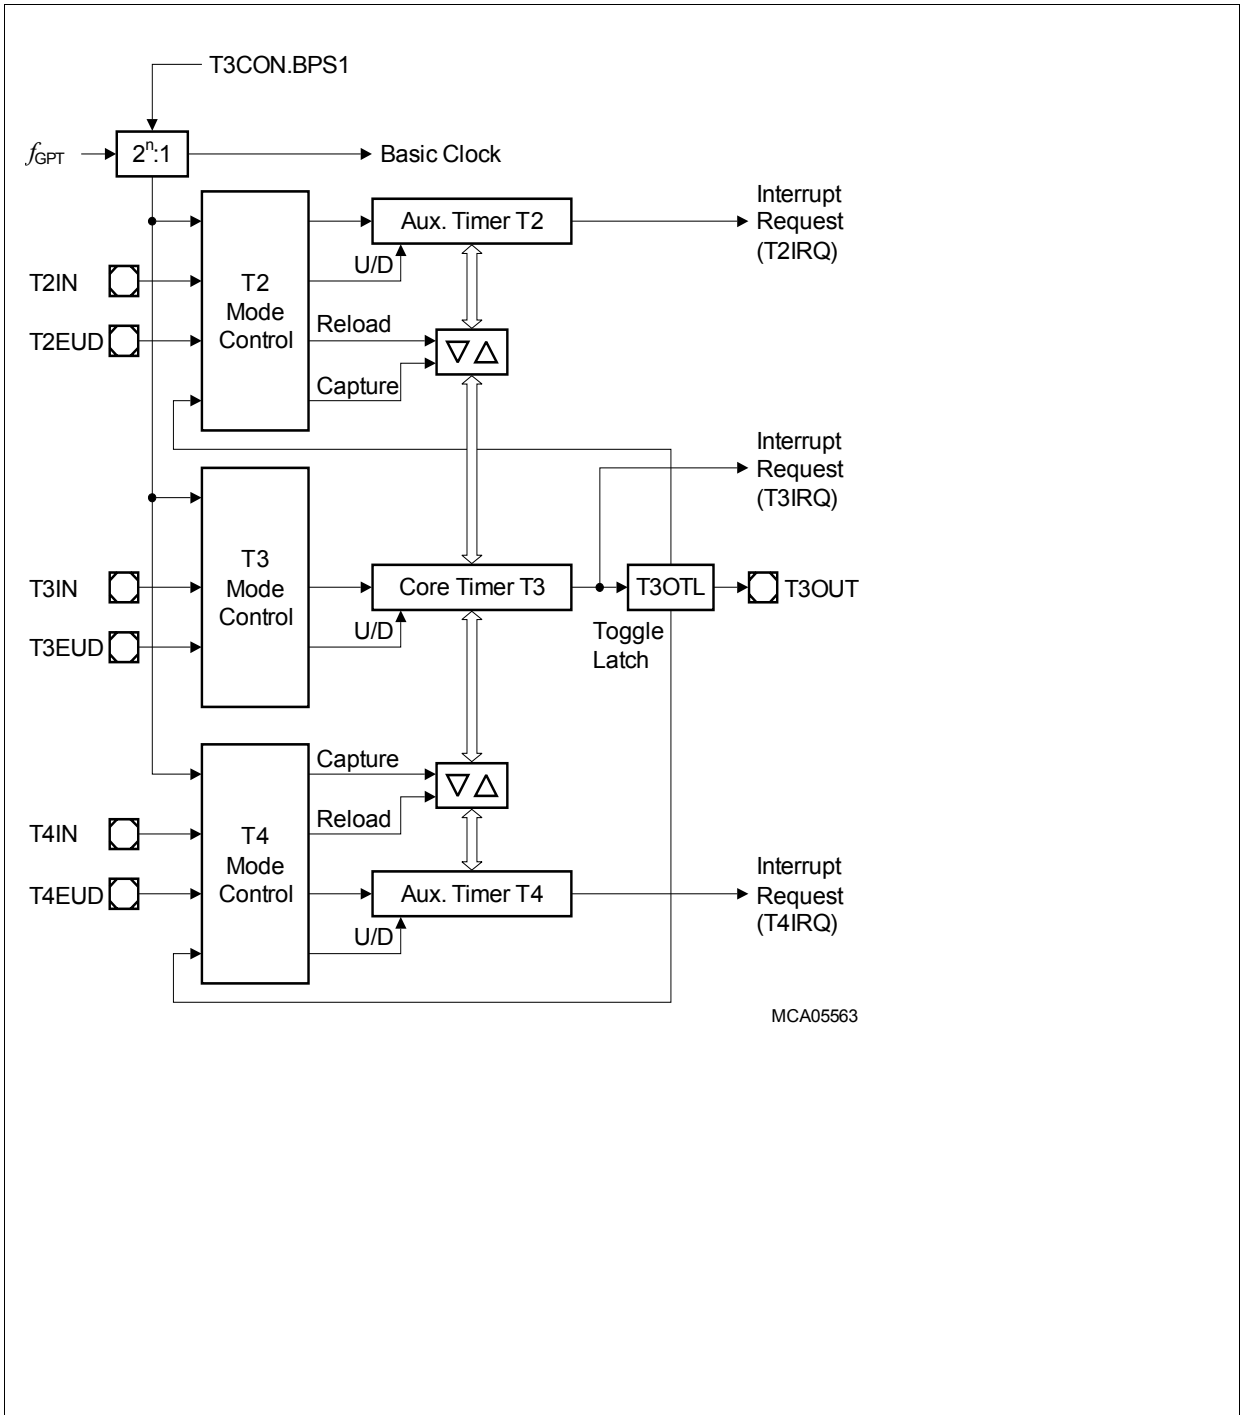 T3CON.BPS1
fGPT
2n:1
Basic Clock
Interrupt
Request
(T2IRQ)
Aux. Timer T2
U/D
T2IN
T2
Mode
Control
T2EUD
Reload
Capture
Interrupt
Request
(T3IRQ)
T3IN
T3
Mode
Control
Core Timer T3
T3OTL
T3OUT
U/D
T3EUD
Toggle
Latch
Capture
Reload
T4IN
T4
Mode
Control
T4EUD
Aux. Timer T4
U/D
Interrupt
Request
(T4IRQ)
MCA05563